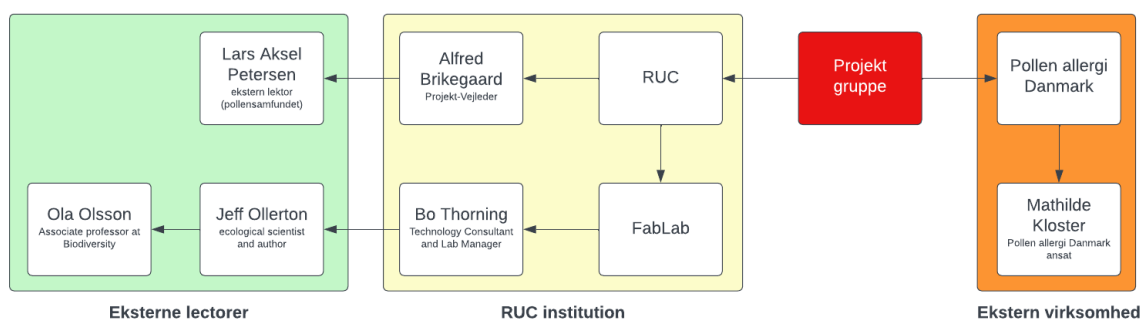 Lars Aksel
Petersen
ekstern lektor
(pollensamfundet)
Alfred
Brikegaard
Projekt-Vejleder
RUC
Projekt
gruppe
Pollen allergi
Danmark
Ola Olsson
Associate professor at
Biodiversity
Jeff Ollerton
ecological scientist
and author
Bo Thorning
Technology Consultant
and Lab Manager
FabLab
Mathilde
Kloster
Pollen allergi Danmark
ansat
Eksterne lectorer
RUC institution
Ekstern virksomhed